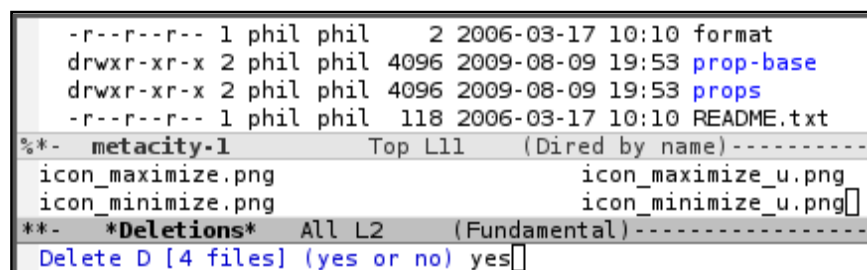 -r--r--r-- 1 phil phil 2 2006-03-17 10:10 format
drwxr-xr-x 2 phil phil 4096 2009-08-09 19:53 prop-base
drwxr-xr-x 2 phil phil 4096 2009-08-09 19:53 props
-r--r--r-- 1 phil phil 118 2006-03-17 10:10 README.txt
%*- metacity-1 Top L11 (Dired by name)----------
icon_maximize.png icon_maximize_u.png
icon_minimize.png icon_minimize_u.png
**- *Deletions* All L2 (Fundamental)-----------------
Delete D [4 files] (yes or no) yes